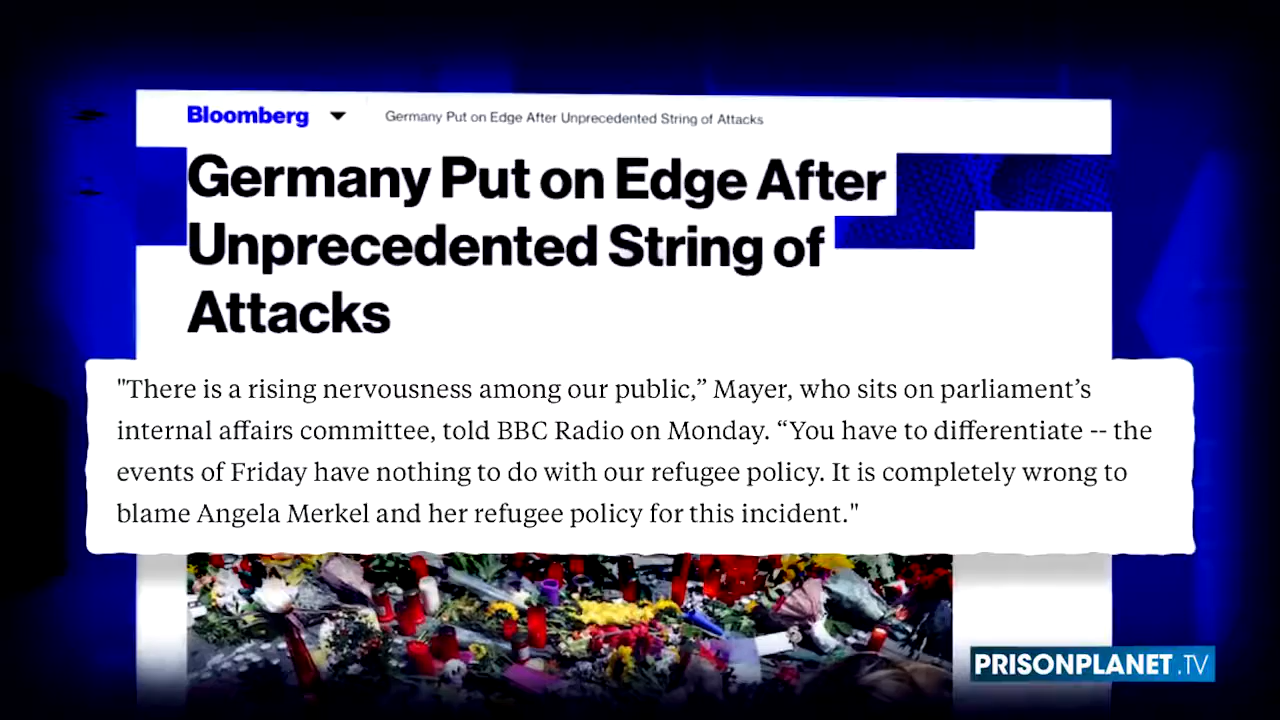 Bloomberg
Germany Put on Edge After Unprecedented String of Attacks
Germany Put on Edge After
Unprecedented String of
Attacks
"There is a rising nervousness among our public,” Mayer, who sits on parliament’s
internal affairs committee, told BBC Radio on Monday. “You have to differentiate -- the
events of Friday have nothing to do with our refugee policy. It is completely wrong to
blame Angela Merkel and her refugee policy for this incident."
PRISONPLANET.TV